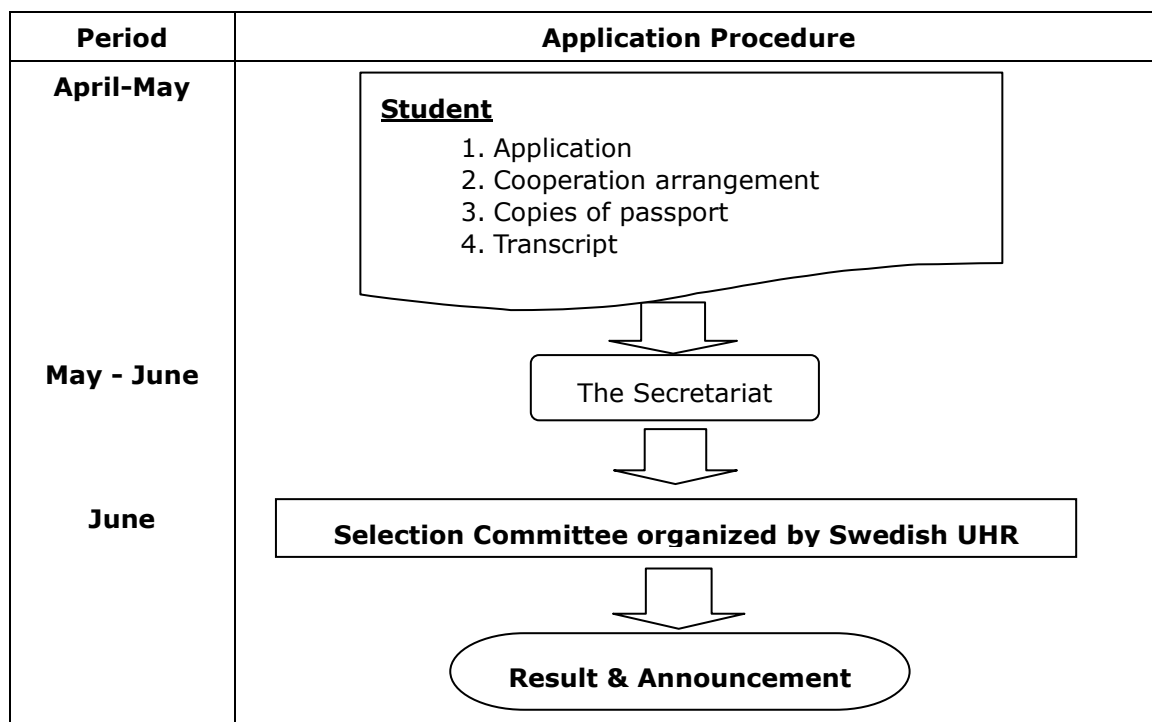 Period
Application Procedure
April-May
Student
1. Application
2. Cooperation arrangement
3. Copies of passport
4. Transcript
May - June
The Secretariat
June
Selection Committee organized by Swedish UHR
Result & Announcement